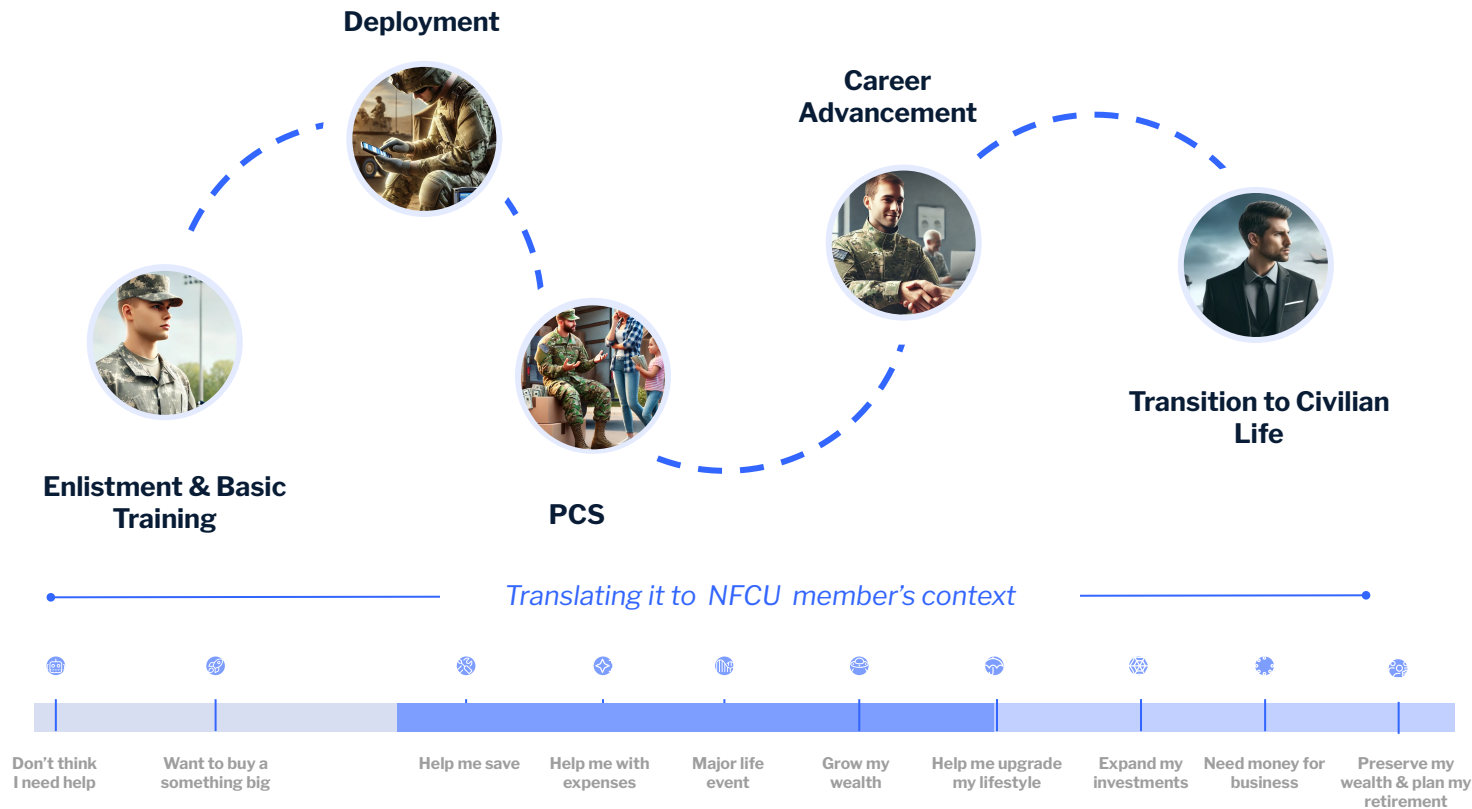 Deployment
Career
Advancement
Transition to Civilian
Life
Enlistment & Basic
Training
PCS
Translating it to NFCU member’s context
Don’t think
I need help
Want to buy a
something big
Help me save
Help me with
expenses
Major life
event
Grow my
wealth
Help me upgrade
my lifestyle
Expand my
investments
Need money for
business
Preserve my
wealth & plan my
retirement